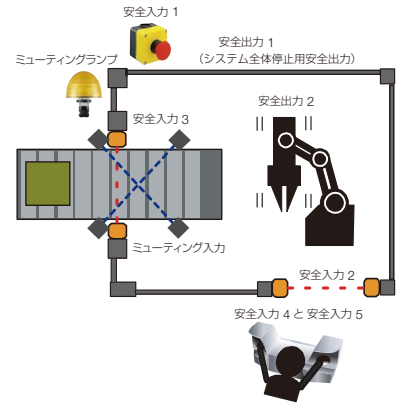 安全入力 1
ミューティングランプ
安全出力 1
（システム全体停止用安全出力）
安全出力 2
安全入力 3
ミューティング入力
安全入力 2
安全入力 4 と 安全入力 5